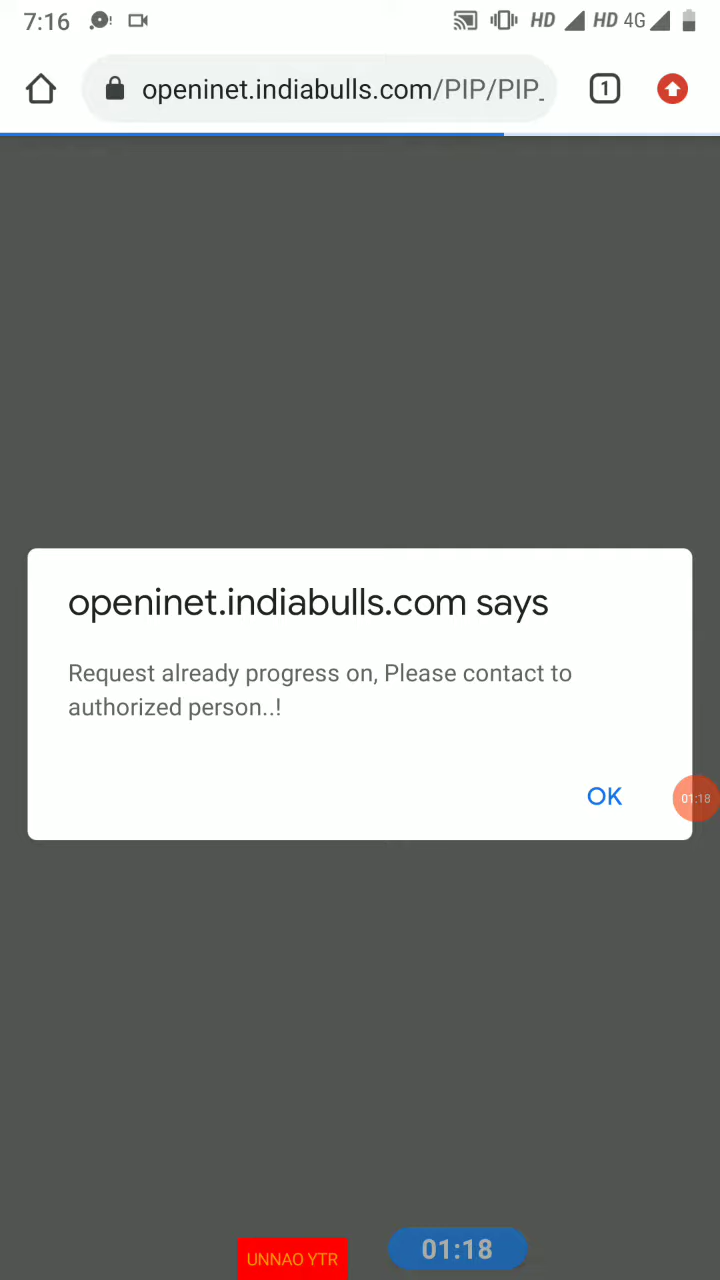 7:16 HD HD 4G
openinet.indiabulls.com/PIP/PIP_
1
openinet.indiabulls.com says
Request already progress on, Please contact to
authorized person..!
OK
01:18
UNNAO YTR
01:18